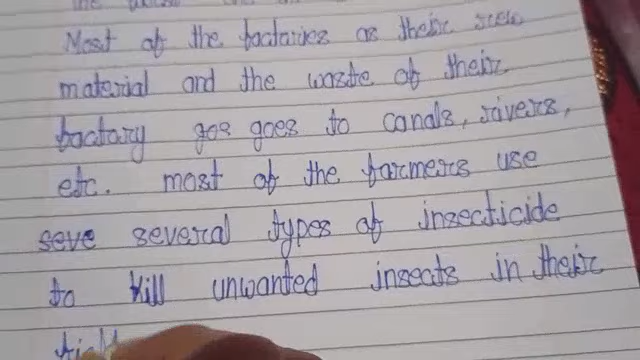 Most of the factories as their raw
material and the waste of their
factory gos goes to canals, rivers,
etc. most of the farmers use
seve several types of insecticide
to kill unwanted insects in their